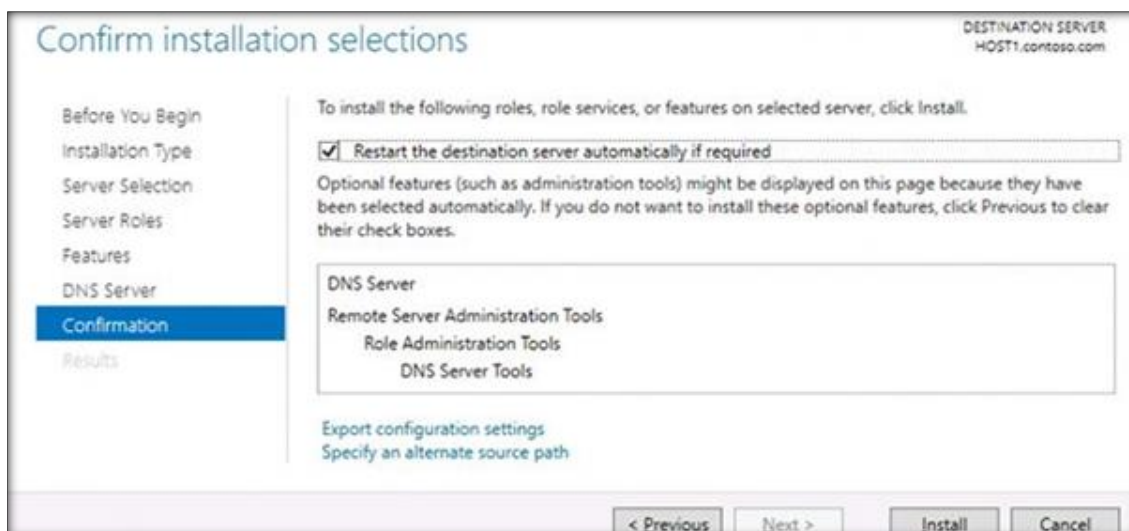 Confirm installation selections
DESTINATION SERVER
HOST1.contoso.com
Before You Begin
Installation Type
Server Selection
Server Roles
Features
DNS Server
Confirmation
Results
To install the following roles, role services, or features on selected server, click Install.
Restart the destination server automatically if required
Optional features (such as administration tools) might be displayed on this page because they have
been selected automatically. If you do not want to install these optional features, click Previous to clear
their check boxes.
DNS Server
Remote Server Administration Tools
Role Administration Tools
DNS Server Tools
Export configuration settings
Specify an alternate source path
< Previous
Next >
Install
Cancel